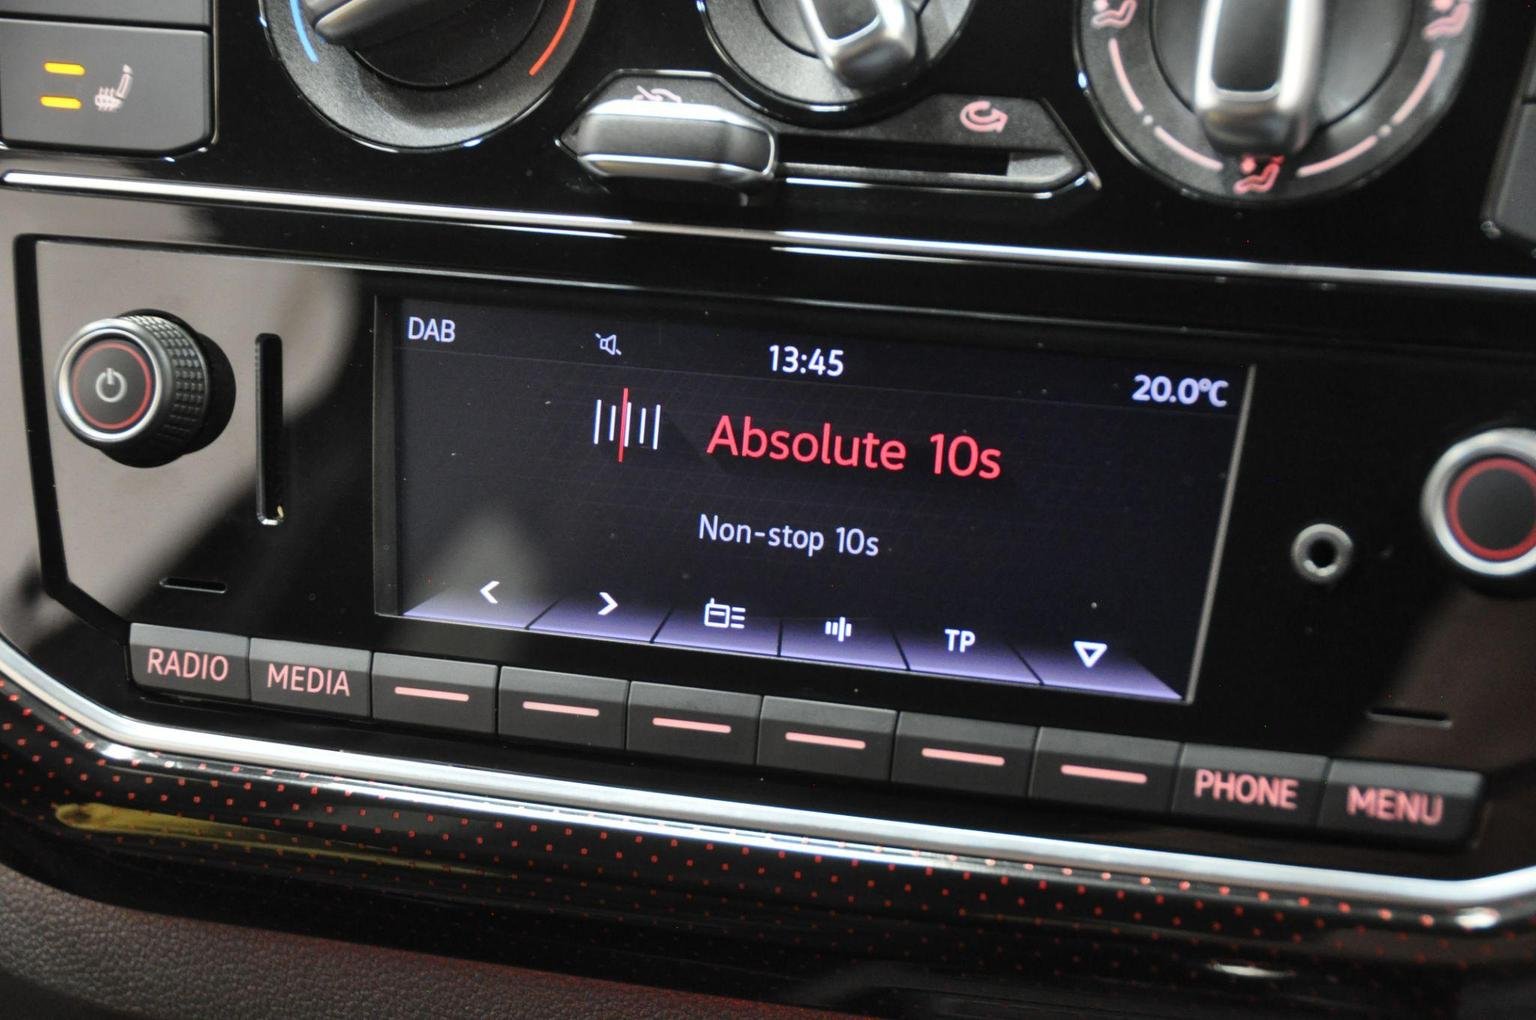 DAB
13:45
20.0°C
Absolute 10s
Non-stop 10s
TP
RADIO
MEDIA
PHONE
MENU